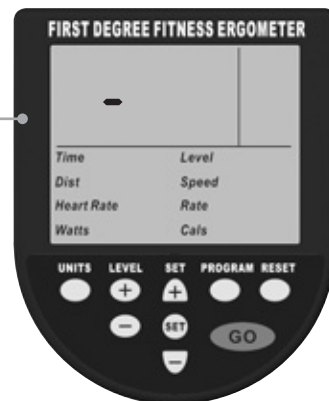 FIRST DEGREE FITNESS ERGOMETER
-
Time Level
Dist Speed
Heart Rate Rate
Watts Cals
UNITS LEVEL SET PROGRAM RESET
+ +
- SET GO
-